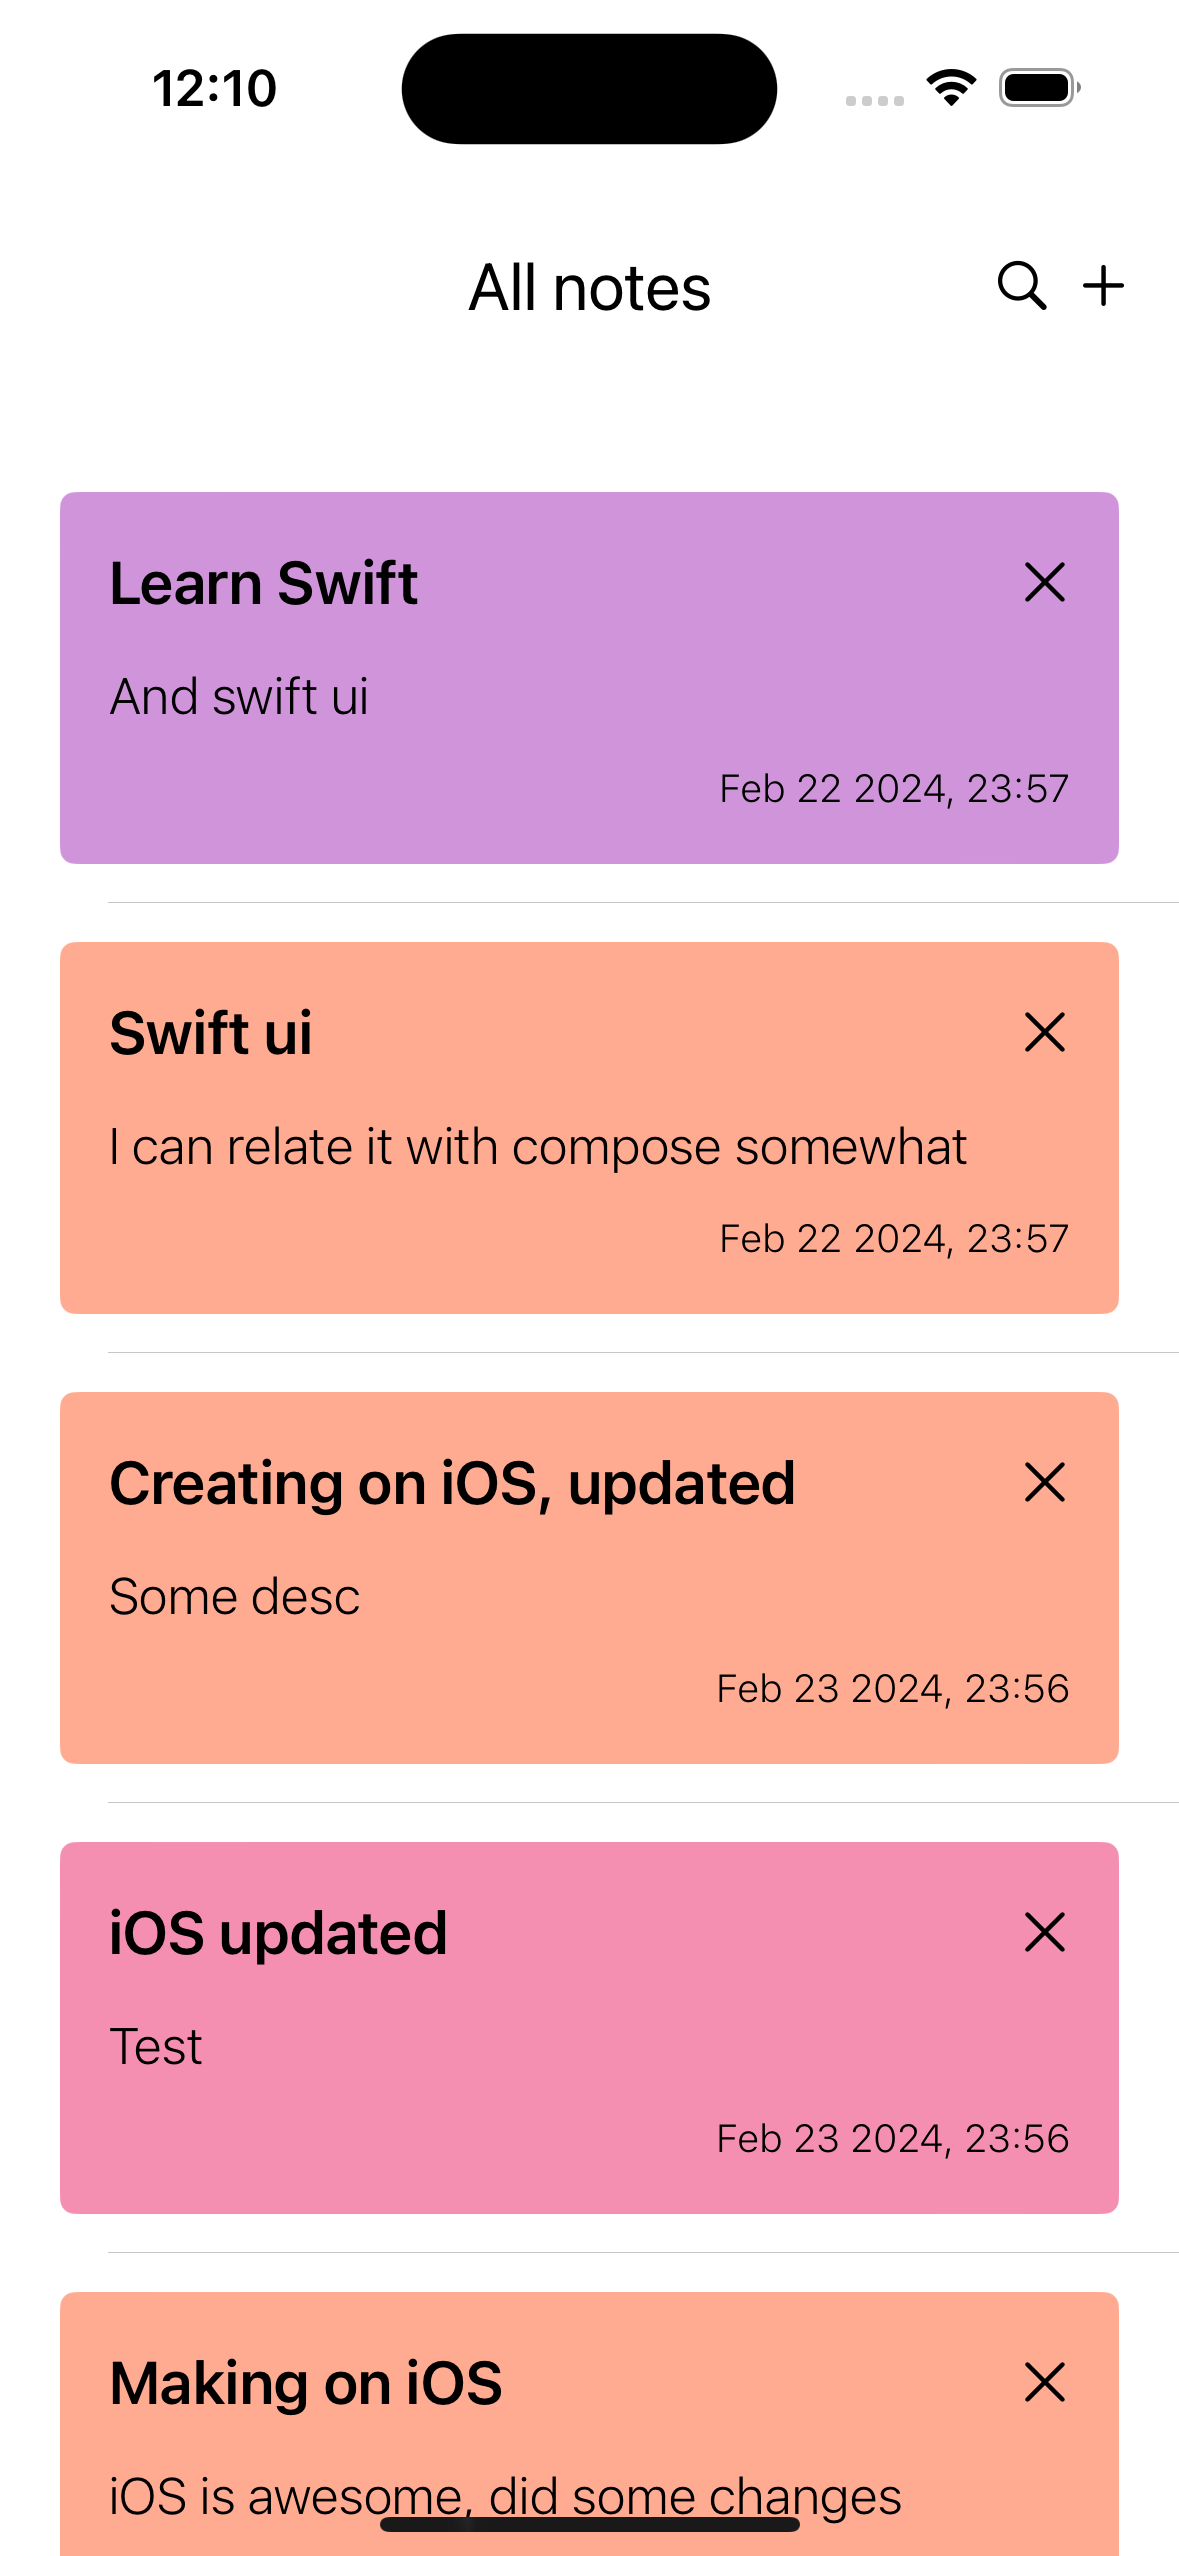 12:10
All notes
Learn Swift
And swift ui
Feb 22 2024, 23:57
Swift ui
I can relate it with compose somewhat
Feb 22 2024, 23:57
Creating on iOS, updated
Some desc
Feb 23 2024, 23:56
iOS updated
Test
Feb 23 2024, 23:56
Making on iOS
iOS is awesome, did some changes